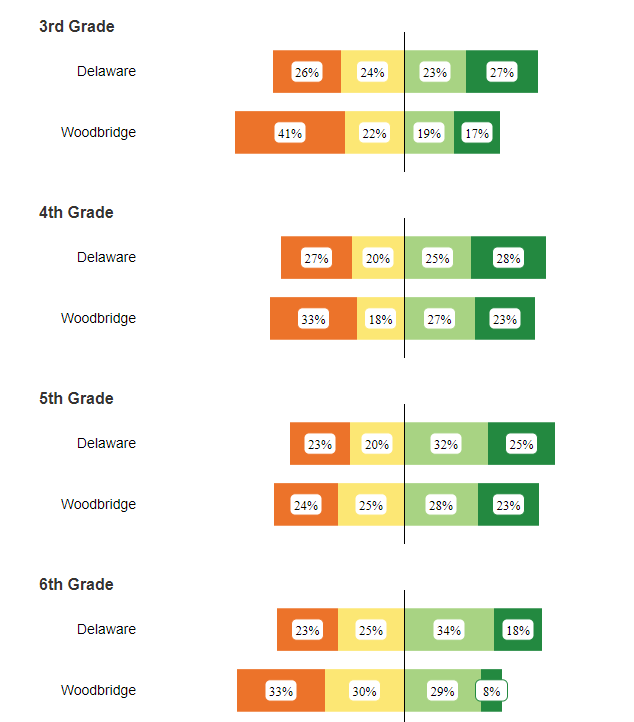 3rd Grade
Delaware 26% 24% 23% 27%
Woodbridge 41% 22% 19% 17%
4th Grade
Delaware 27% 20% 25% 28%
Woodbridge 33% 18% 27% 23%
5th Grade
Delaware 23% 20% 32% 25%
Woodbridge 24% 25% 28% 23%
6th Grade
Delaware 23% 25% 34% 18%
Woodbridge 33% 30% 29% 8%